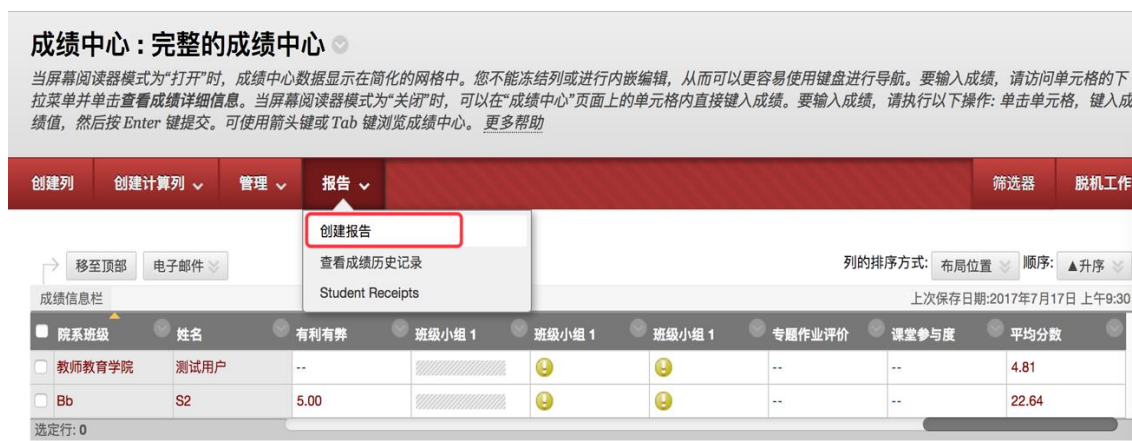 成绩中心 : 完整的成绩中心
当屏幕阅读器模式为“打开”时，成绩中心数据显示在简化的网格中。您不能冻结列或进行内嵌编辑，从而可以更容易使用键盘进行导航。要输入成绩，请访问单元格的下
拉菜单并单击查看成绩详细信息。当屏幕阅读器模式为“关闭”时，可以在“成绩中心”页面上的单元格内直接键入成绩。要输入成绩，请执行以下操作: 单击单元格，键入成
绩值，然后按 Enter 键提交。可使用箭头键或 Tab 键浏览成绩中心。 更多帮助
创建列 创建计算列 管理 报告 筛选器 脱机工作
创建报告
查看成绩历史记录
Student Receipts
移至顶部 电子邮件 列的排序方式: 布局位置 顺序: ▲升序
成绩信息栏 上次保存日期:2017年7月17日 上午9:30
院系班级 姓名 有利有弊 班级小组 1 班级小组 1 班级小组 1 专题作业评价 课堂参与度 平均分数
教师教育学院 测试用户 -- -- -- 4.81
Bb S2 5.00 -- -- 22.64
选定行: 0